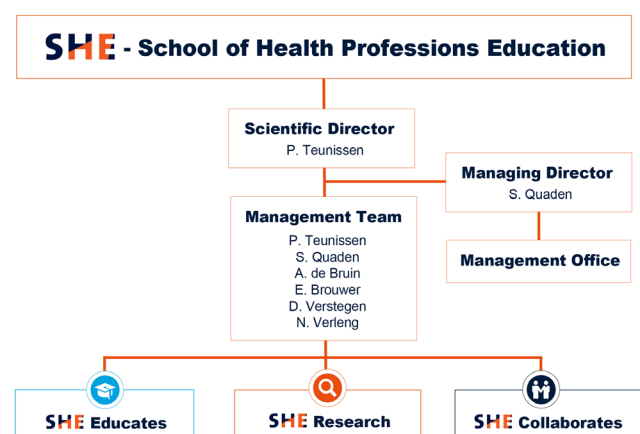 SHE - School of Health Professions Education
Scientific Director
P. Teunissen
Managing Director
S. Quaden
Management Team
P. Teunissen
S. Quaden
A. de Bruin
E. Brouwer
D. Verstegen
N. Verleng
Management Office
SHE Educates
SHE Research
SHE Collaborates